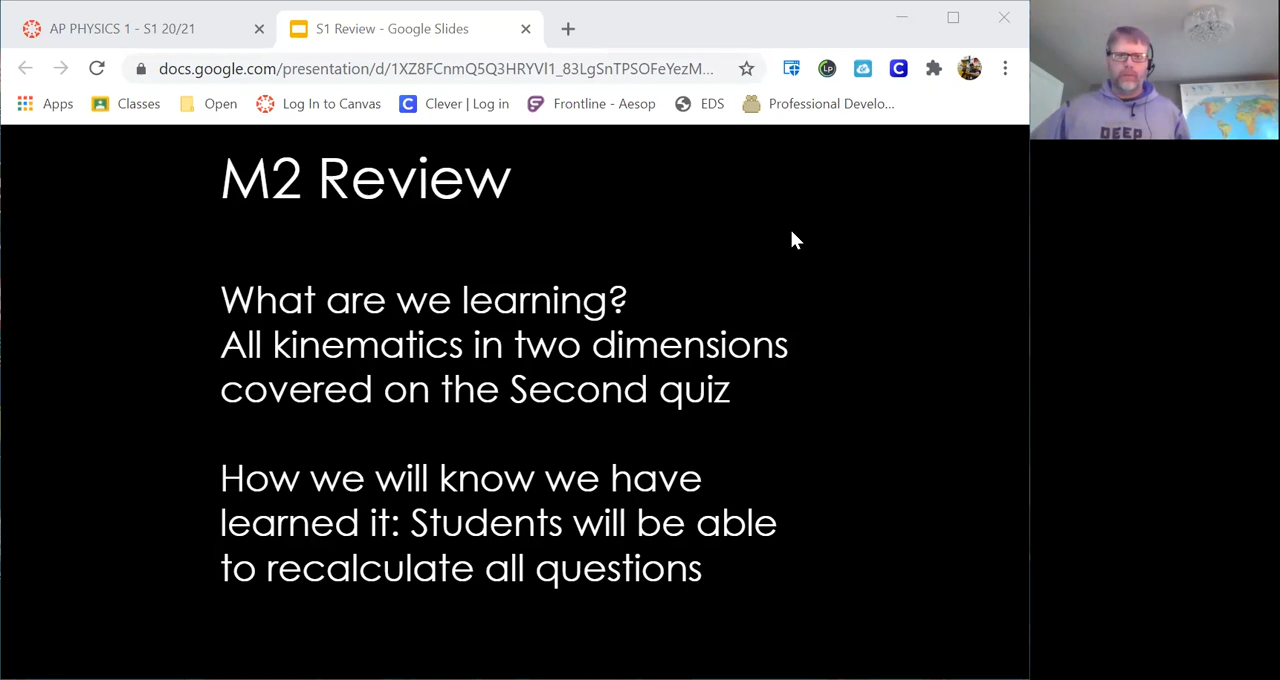 AP PHYSICS 1 - S1 20/21
S1 Review - Google Slides
docs.google.com/presentation/d/1XZ8FCnmQ5Q3HRYVl1_83LgSnTPSOFeYezM...
Apps
Classes
Open
Log In to Canvas
Clever | Log in
Frontline - Aesop
EDS
Professional Develo...
LP
C
C
DEEP
M2 Review
What are we learning?
All kinematics in two dimensions
covered on the Second quiz
How we will know we have
learned it: Students will be able
to recalculate all questions